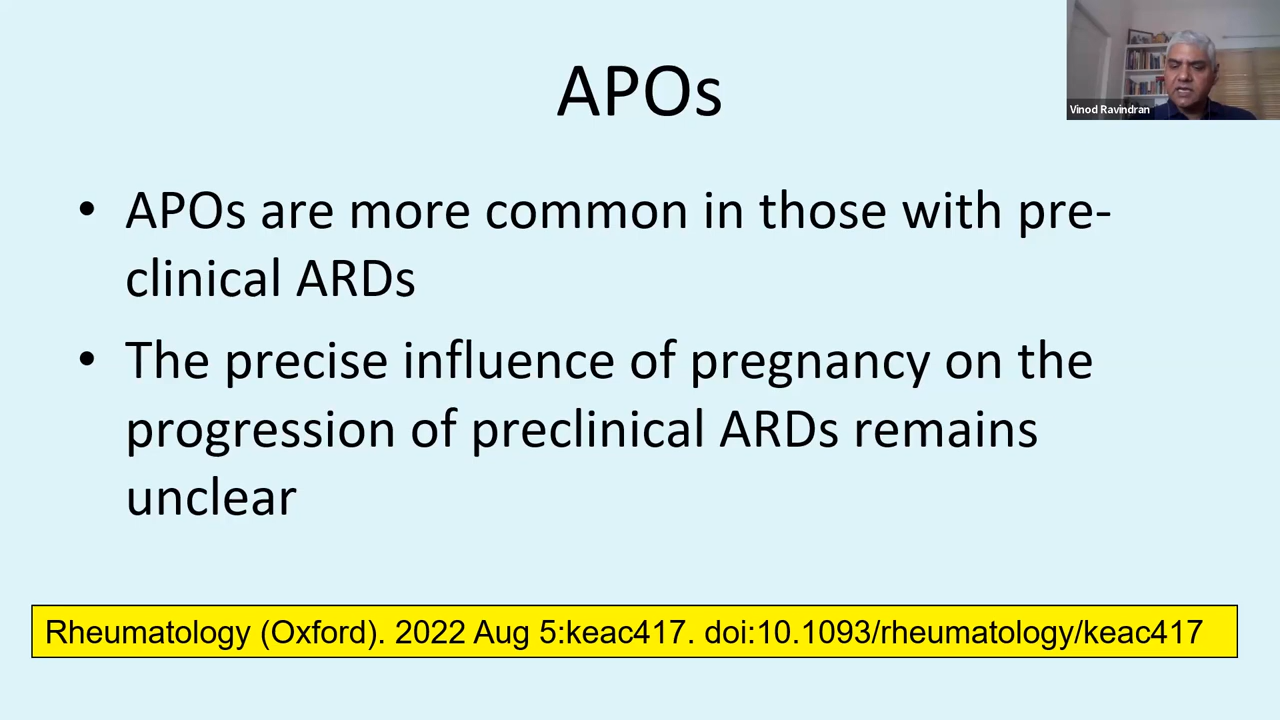 APOs
Vinod Ravindran
• APOs are more common in those with pre-
clinical ARDs
• The precise influence of pregnancy on the
progression of preclinical ARDs remains
unclear
Rheumatology (Oxford). 2022 Aug 5:keac417. doi:10.1093/rheumatology/keac417